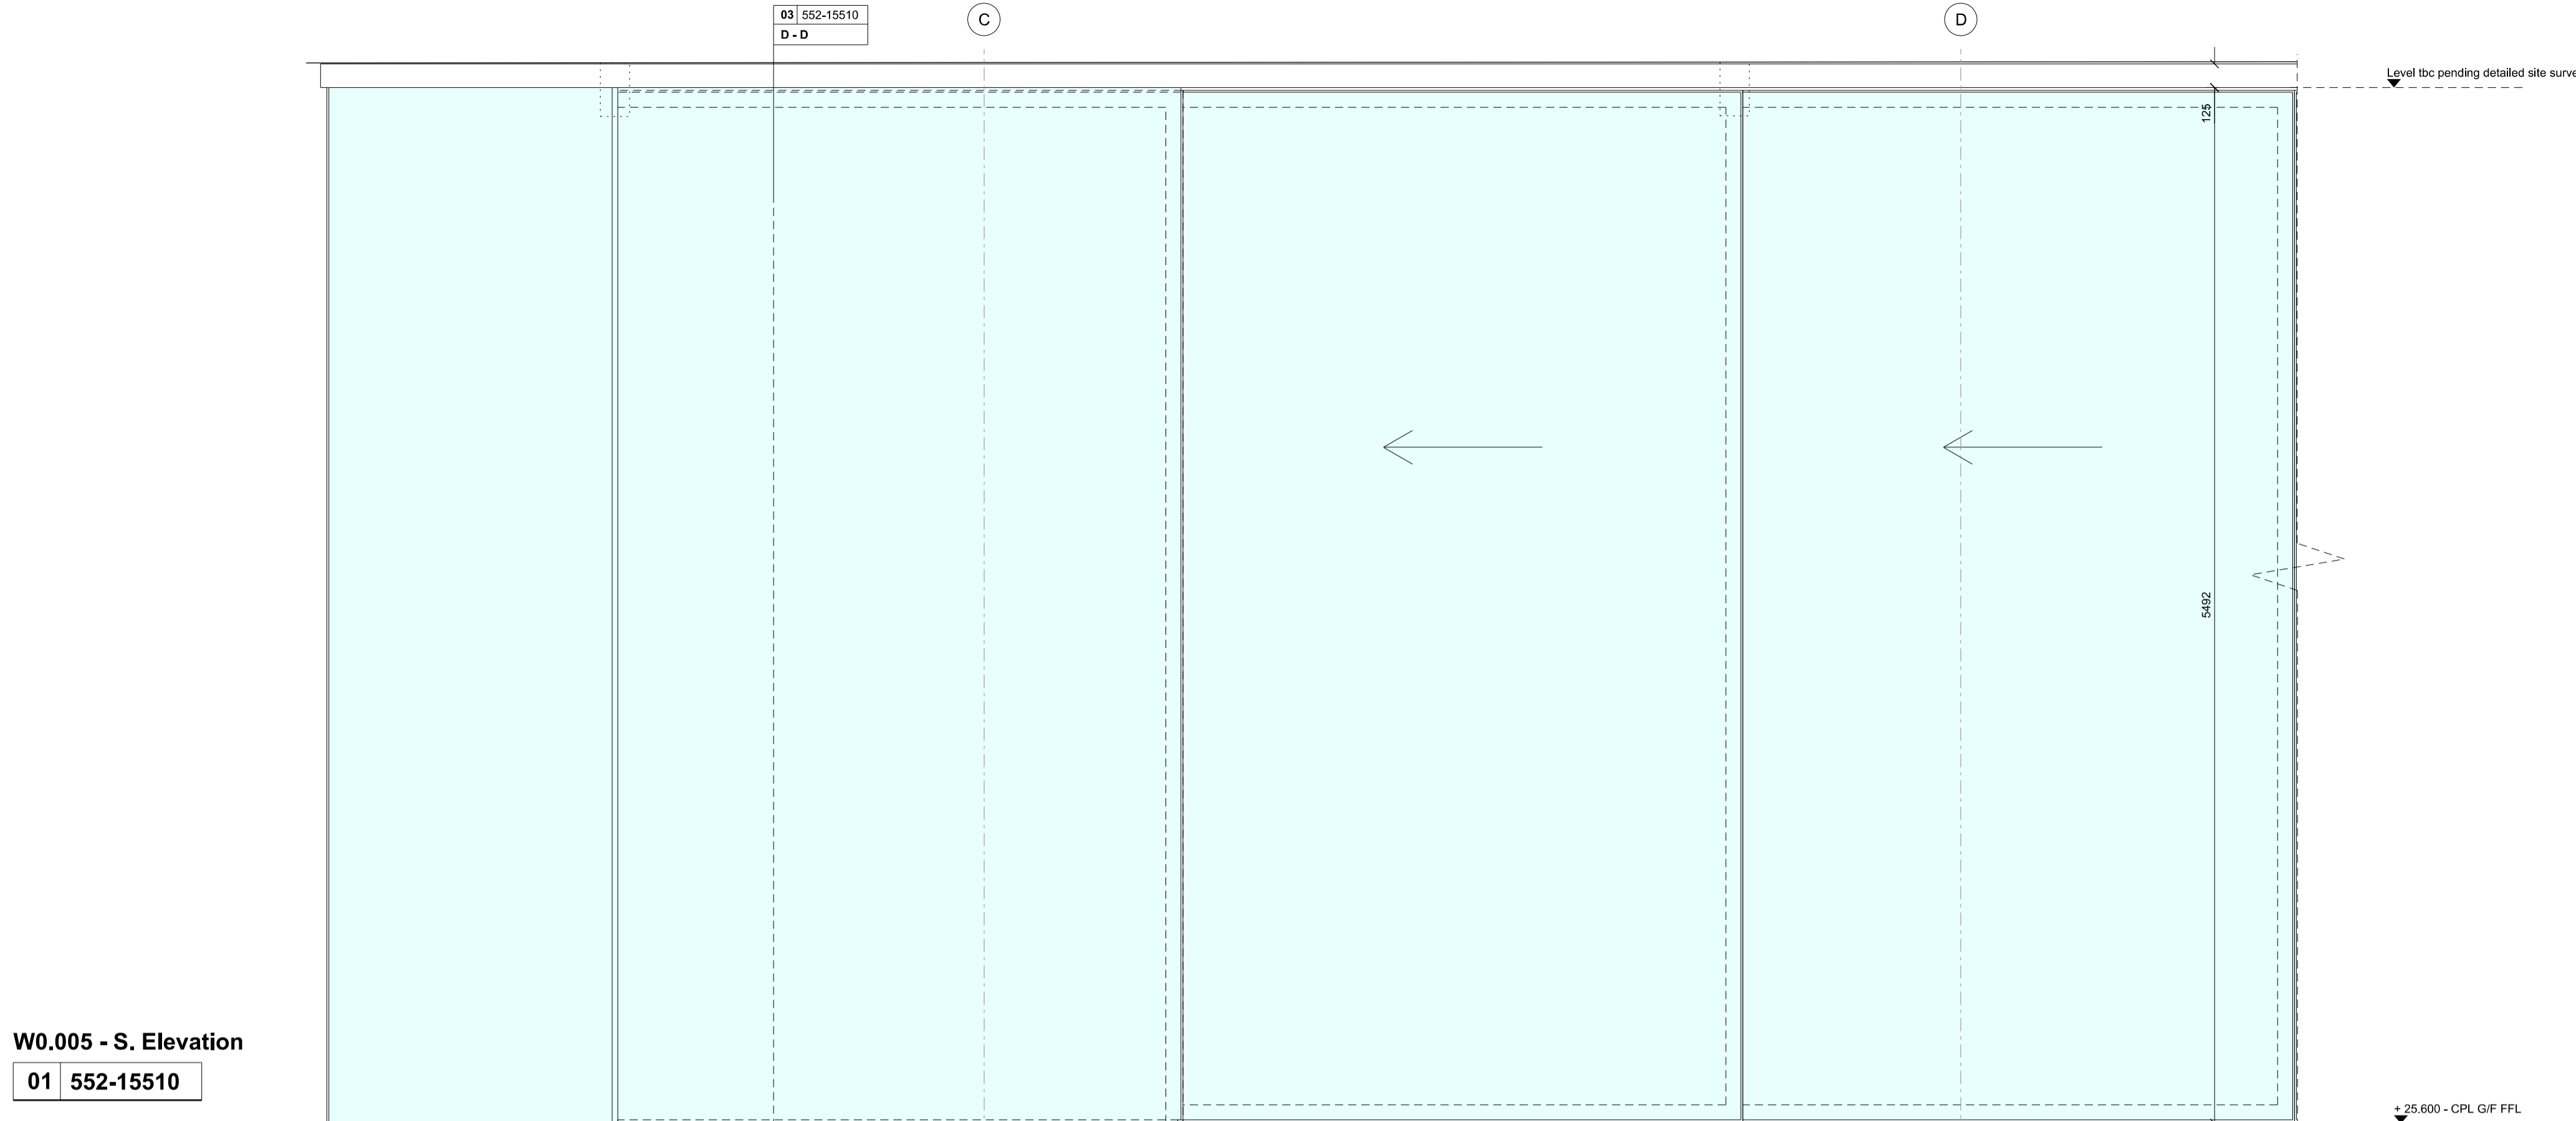 03 552-15510
D - D
C
D
Level tbc pending detailed site surve
125
5492
W0.005 - S. Elevation
01 552-15510
+ 25.600 - CPL G/F FFL